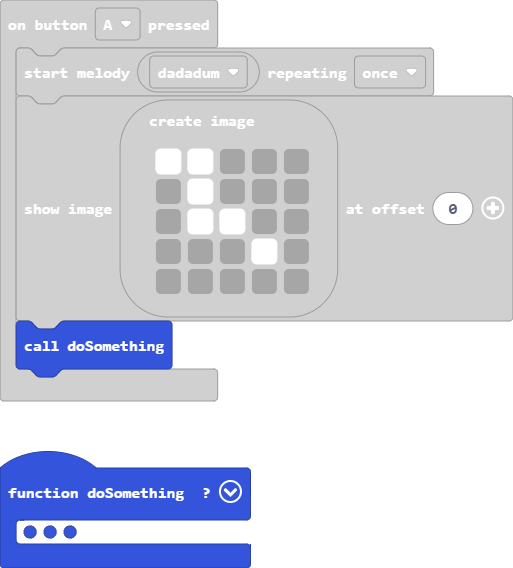 on button A pressed
start melody dadadum repeating once
create image
show image at offset 0
call doSomething
function doSomething ?